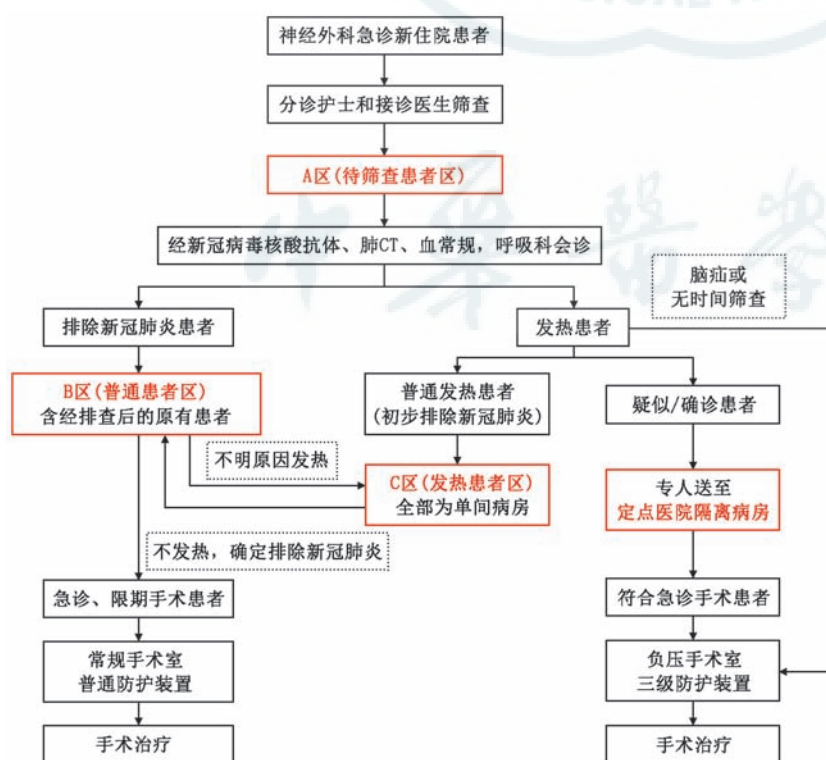 神经外科急诊新住院患者
分诊护士和接诊医生筛查
A区(待筛查患者区)
经新冠病毒核酸抗体、肺CT、血常规，呼吸科会诊
脑疝或
无时间筛查
排除新冠肺炎患者
发热患者
B区(普通患者区)
含经排查后的原有患者
普通发热患者
(初步排除新冠肺炎)
疑似/确诊患者
不明原因发热
C区(发热患者区)
全部为单间病房
专人送至
定点医院隔离病房
不发热，确定排除新冠肺炎
急诊、限期手术患者
符合急诊手术患者
常规手术室
普通防护装置
负压手术室
三级防护装置
手术治疗
手术治疗
中华医学